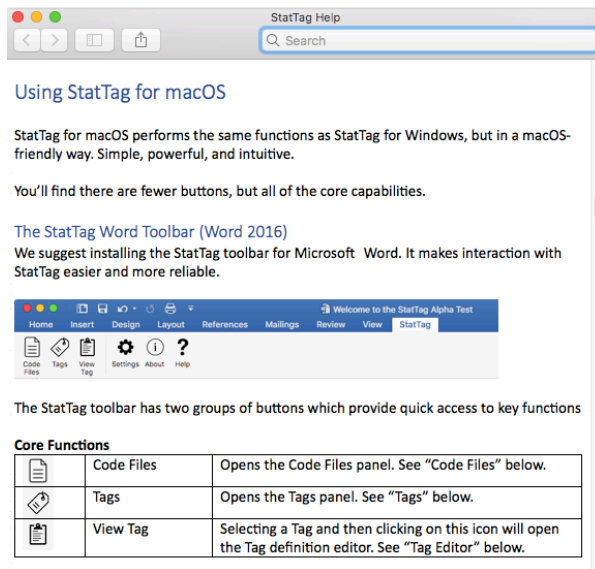 StatTag Help
Search
Using StatTag for macOS
StatTag for macOS performs the same functions as StatTag for Windows, but in a macOS-
friendly way. Simple, powerful, and intuitive.
You’ll find there are fewer buttons, but all of the core capabilities.
The StatTag Word Toolbar (Word 2016)
We suggest installing the StatTag toolbar for Microsoft Word. It makes interaction with
StatTag easier and more reliable.
Welcome to the StatTag Alpha Test
Home Insert Design Layout References Mailings Review View StatTag
Code Files Tags View Tag Settings About Help
The StatTag toolbar has two groups of buttons which provide quick access to key functions
Core Functions
Code Files Opens the Code Files panel. See “Code Files” below.
Tags Opens the Tags panel. See “Tags” below.
View Tag Selecting a Tag and then clicking on this icon will open
the Tag definition editor. See “Tag Editor” below.